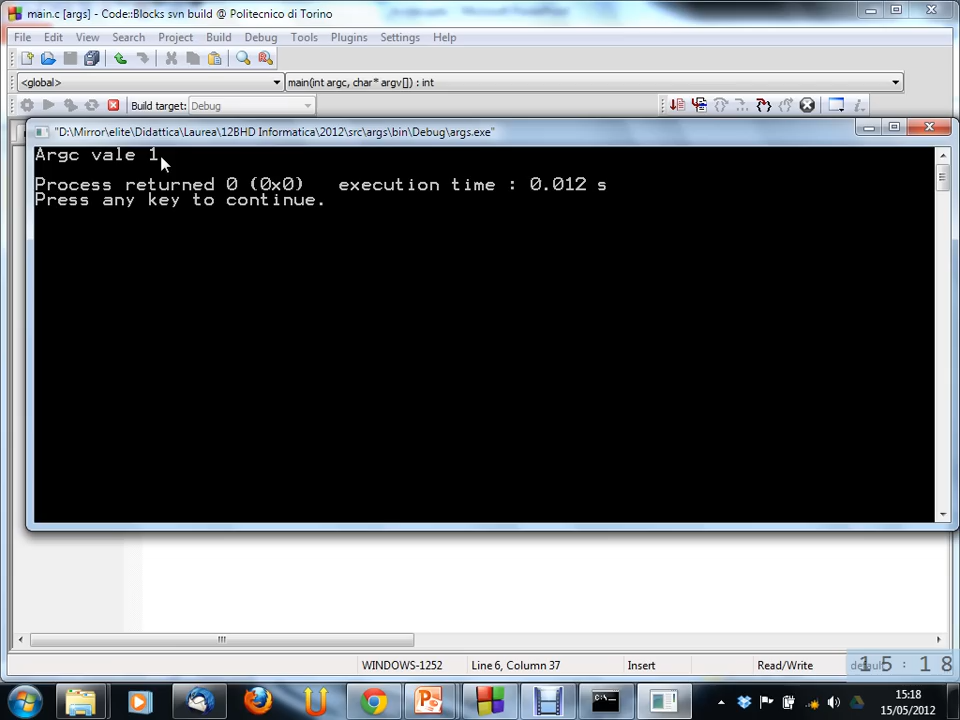 main.c [args] - Code::Blocks svn build @ Politecnico di Torino
File Edit View Search Project Build Debug Tools Plugins Settings Help
<global> main(int argc, char* argv[]) : int
Build target: Debug
"D:\Mirror\elite\Didattica\Laurea\12BHD Informatica\2012\src\args\bin\Debug\args.exe"
Argc vale 1
Process returned 0 (0x0) execution time : 0.012 s
Press any key to continue.
WINDOWS-1252 Line 6, Column 37 Insert Read/Write default
15:18
15:18
15/05/2012